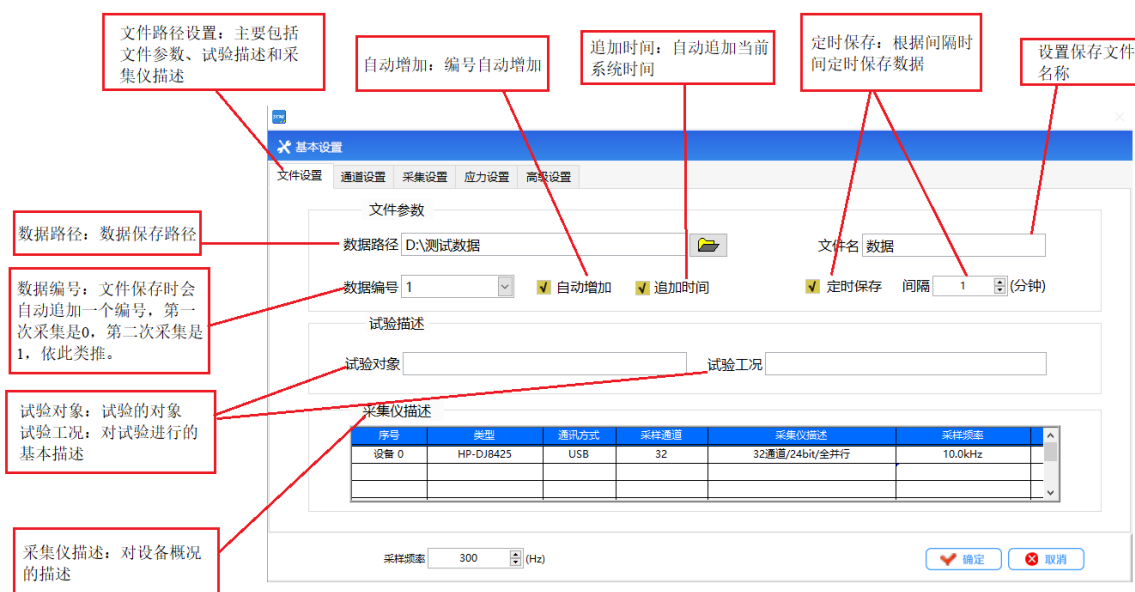 文件路径设置：主要包括
文件参数、试验描述和采
集仪描述
自动增加：编号自动增加
追加时间：自动追加当前
系统时间
定时保存：根据间隔时
间定时保存数据
设置保存文件
名称
基本设置
文件设置 通道设置 采集设置 应力设置 高级设置
文件参数
数据路径：数据保存路径
数据路径 D:\测试数据 文件名 数据
数据编号：文件保存时会
自动追加一个编号，第一
次采集是0，第二次采集是
1，依此类推。
数据编号 1 自动增加 追加时间 定时保存 间隔 1 (分钟)
试验描述
试验对象 试验工况
试验对象：试验的对象
试验工况：对试验进行的
基本描述
采集仪描述
序号 类型 通讯方式 采样通道 采集仪描述 采样频率
设备 0 HP-DJ8425 USB 32 32通道/24bit/全并行 10.0kHz
采集仪描述：对设备概况
的描述
采样频率 300 (Hz) 确定 取消